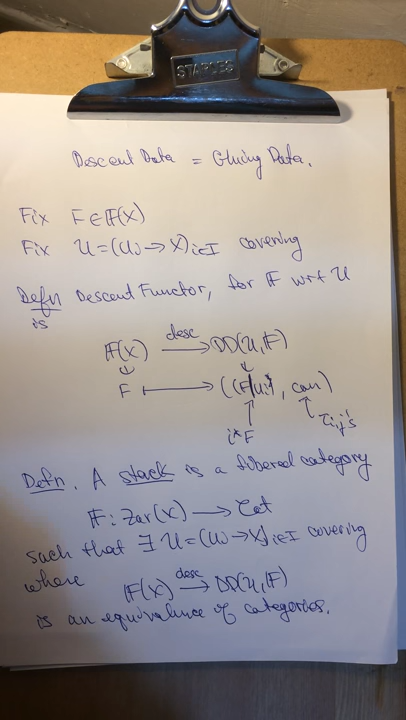 STAPLES
Descent Data = Gluing Data.
Fix F ∈ 𝔽(X)
Fix 𝒰 = (Ui → X)i∈I covering
Defn Descent Functor, for 𝔽 wrt 𝒰
is
𝔽(X) desc→ DD(𝒰, 𝔽)
F ↦ ((F|Ui), can)
i*F τi,j's
Defn. A stack is a fibered category
𝔽: Zar(X) → Cat
such that ∃ 𝒰 = (Ui → X)i∈I covering
where 𝔽(X) desc→ DD(𝒰, 𝔽)
is an equivalence of categories.